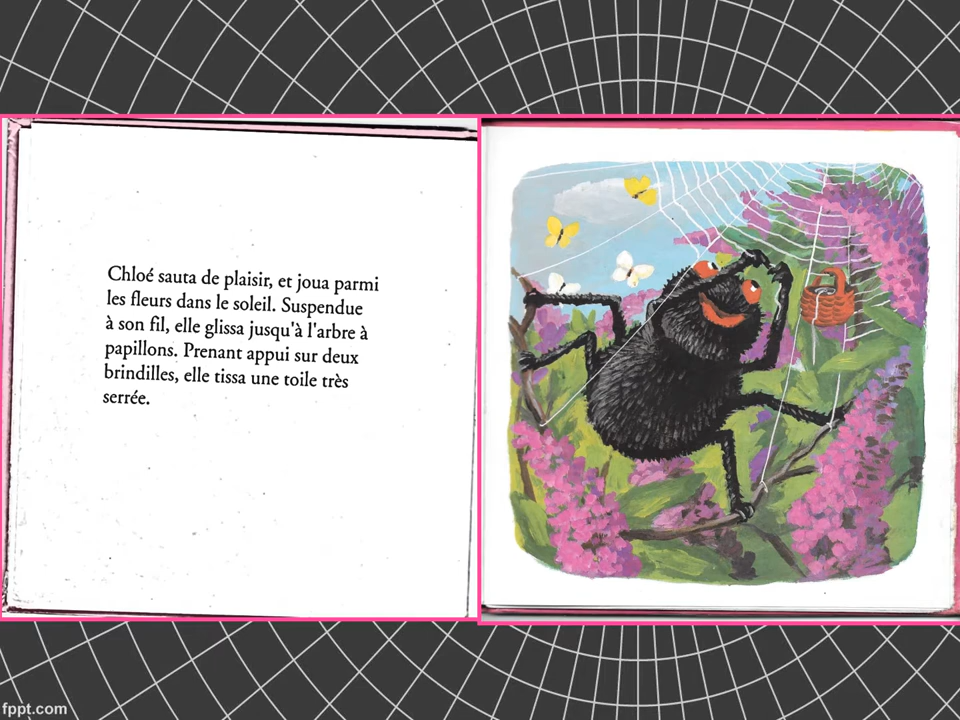 Chloé sauta de plaisir, et joua parmi
les fleurs dans le soleil. Suspendue
à son fil, elle glissa jusqu'à l'arbre à
papillons. Prenant appui sur deux
brindilles, elle tissa une toile très
serrée.
fppt.com